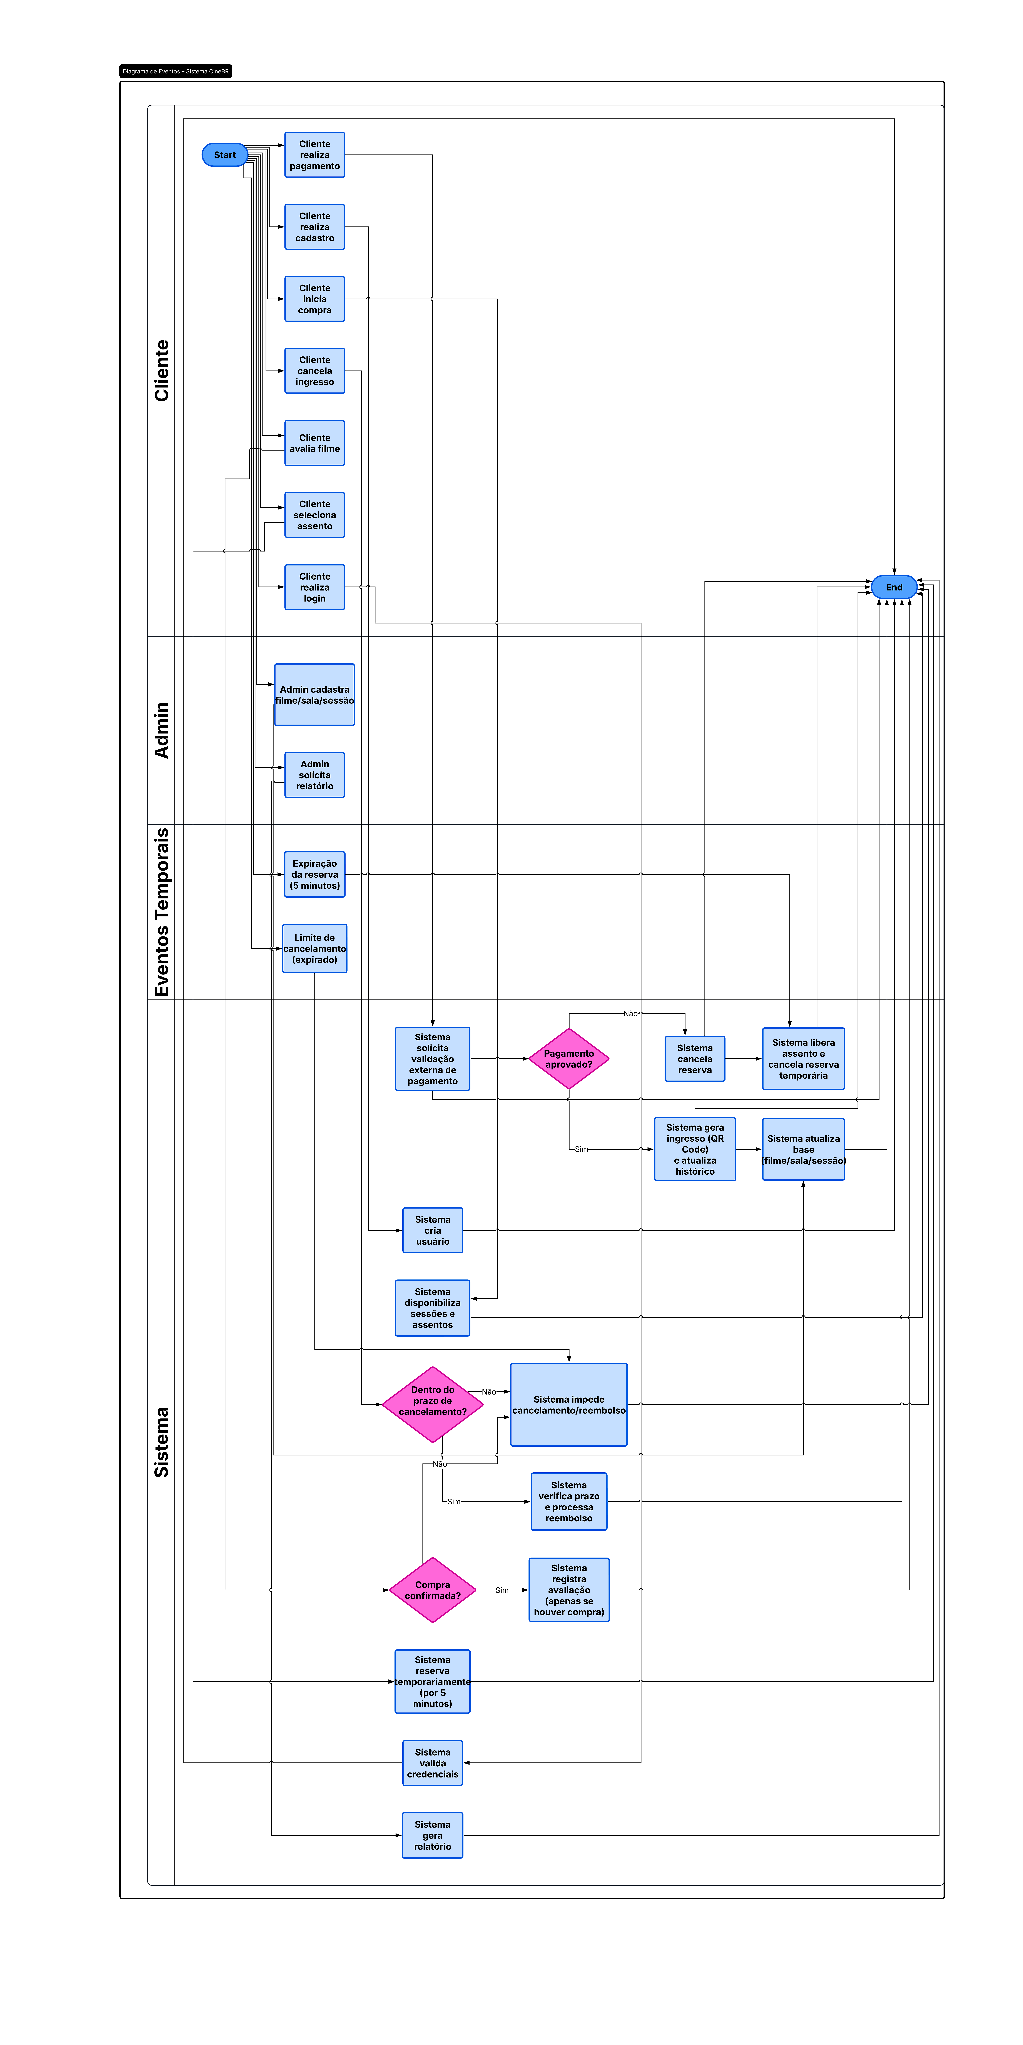 Diagrama de Eventos - Sistema CineBS
Cliente
Start
Cliente
realiza
pagamento
Cliente
realiza
cadastro
Cliente
inicia
compra
Cliente
cancela
ingresso
Cliente
avalia filme
Cliente
seleciona
assento
Cliente
realiza
login
End
Admin
Admin cadastra
filme/sala/sessão
Admin
solicita
relatório
Eventos Temporais
Expiração
da reserva
(5 minutos)
Limite de
cancelamento
(expirado)
Sistema
Sistema
solicita
validação
externa de
pagamento
Pagamento
aprovado?
Não
Sistema
cancela
reserva
Sistema libera
assento e
cancela reserva
temporária
Sim
Sistema gera
ingresso (QR
Code)
e atualiza
histórico
Sistema atualiza
base
(filme/sala/sessão)
Sistema
cria
usuário
Sistema
disponibiliza
sessões e
assentos
Dentro do
prazo de
cancelamento?
Não
Sistema impede
cancelamento/reembolso
Não
Sim
Sistema
verifica prazo
e processa
reembolso
Compra
confirmada?
Sim
Sistema
registra
avaliação
(apenas se
houver compra)
Sistema
reserva
temporariamente
(por 5
minutos)
Sistema
valida
credenciais
Sistema
gera
relatório